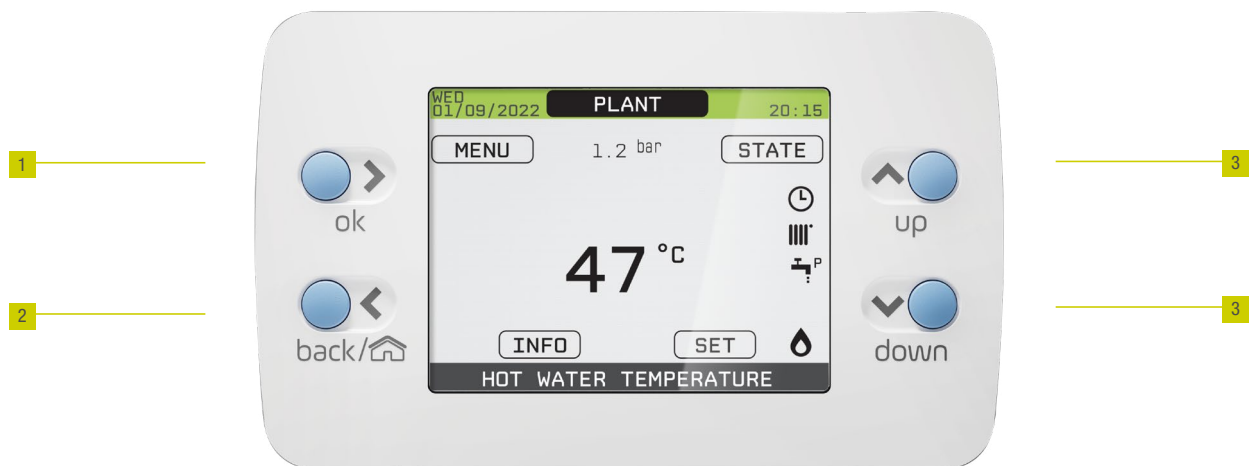 WED
01/09/2022 PLANT 20:15
MENU 1.2 bar STATE
1 3
ok up
47 °C
P
2 3
back/ down
INFO SET
HOT WATER TEMPERATURE